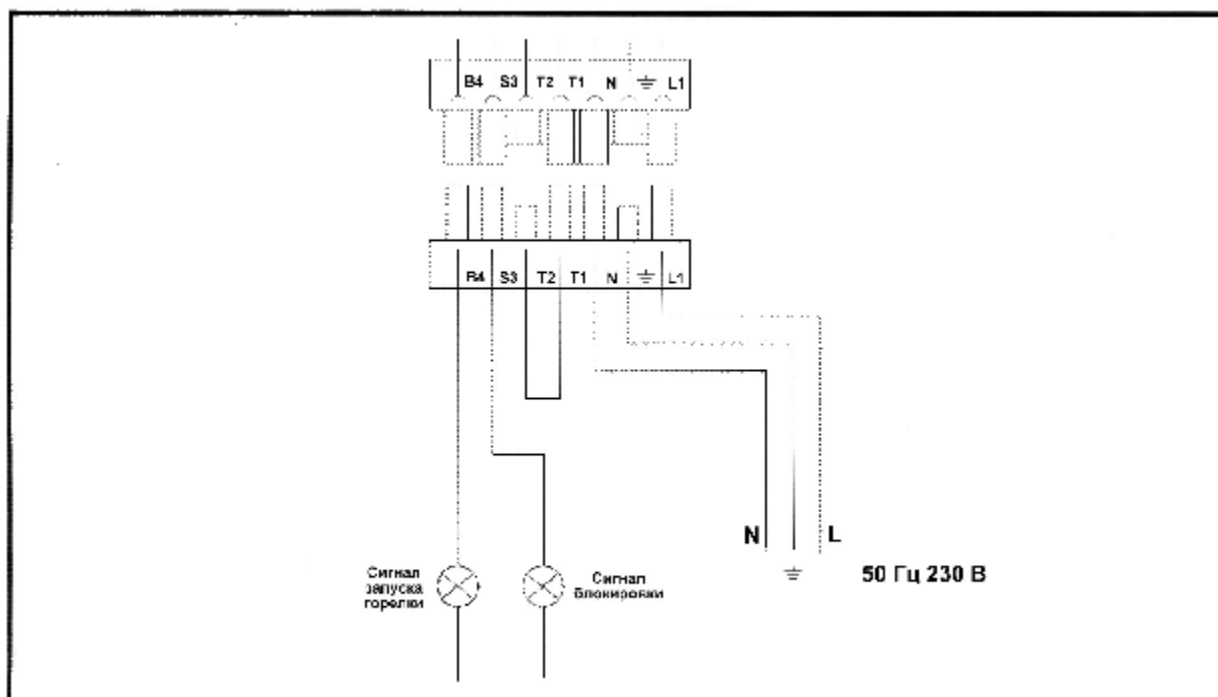 B4 S3 T2 T1 N L1
B4 S3 T2 T1 N L1
N L
50 Гц 230 В
Сигнал
запуска
горелки
Сигнал
блокировки